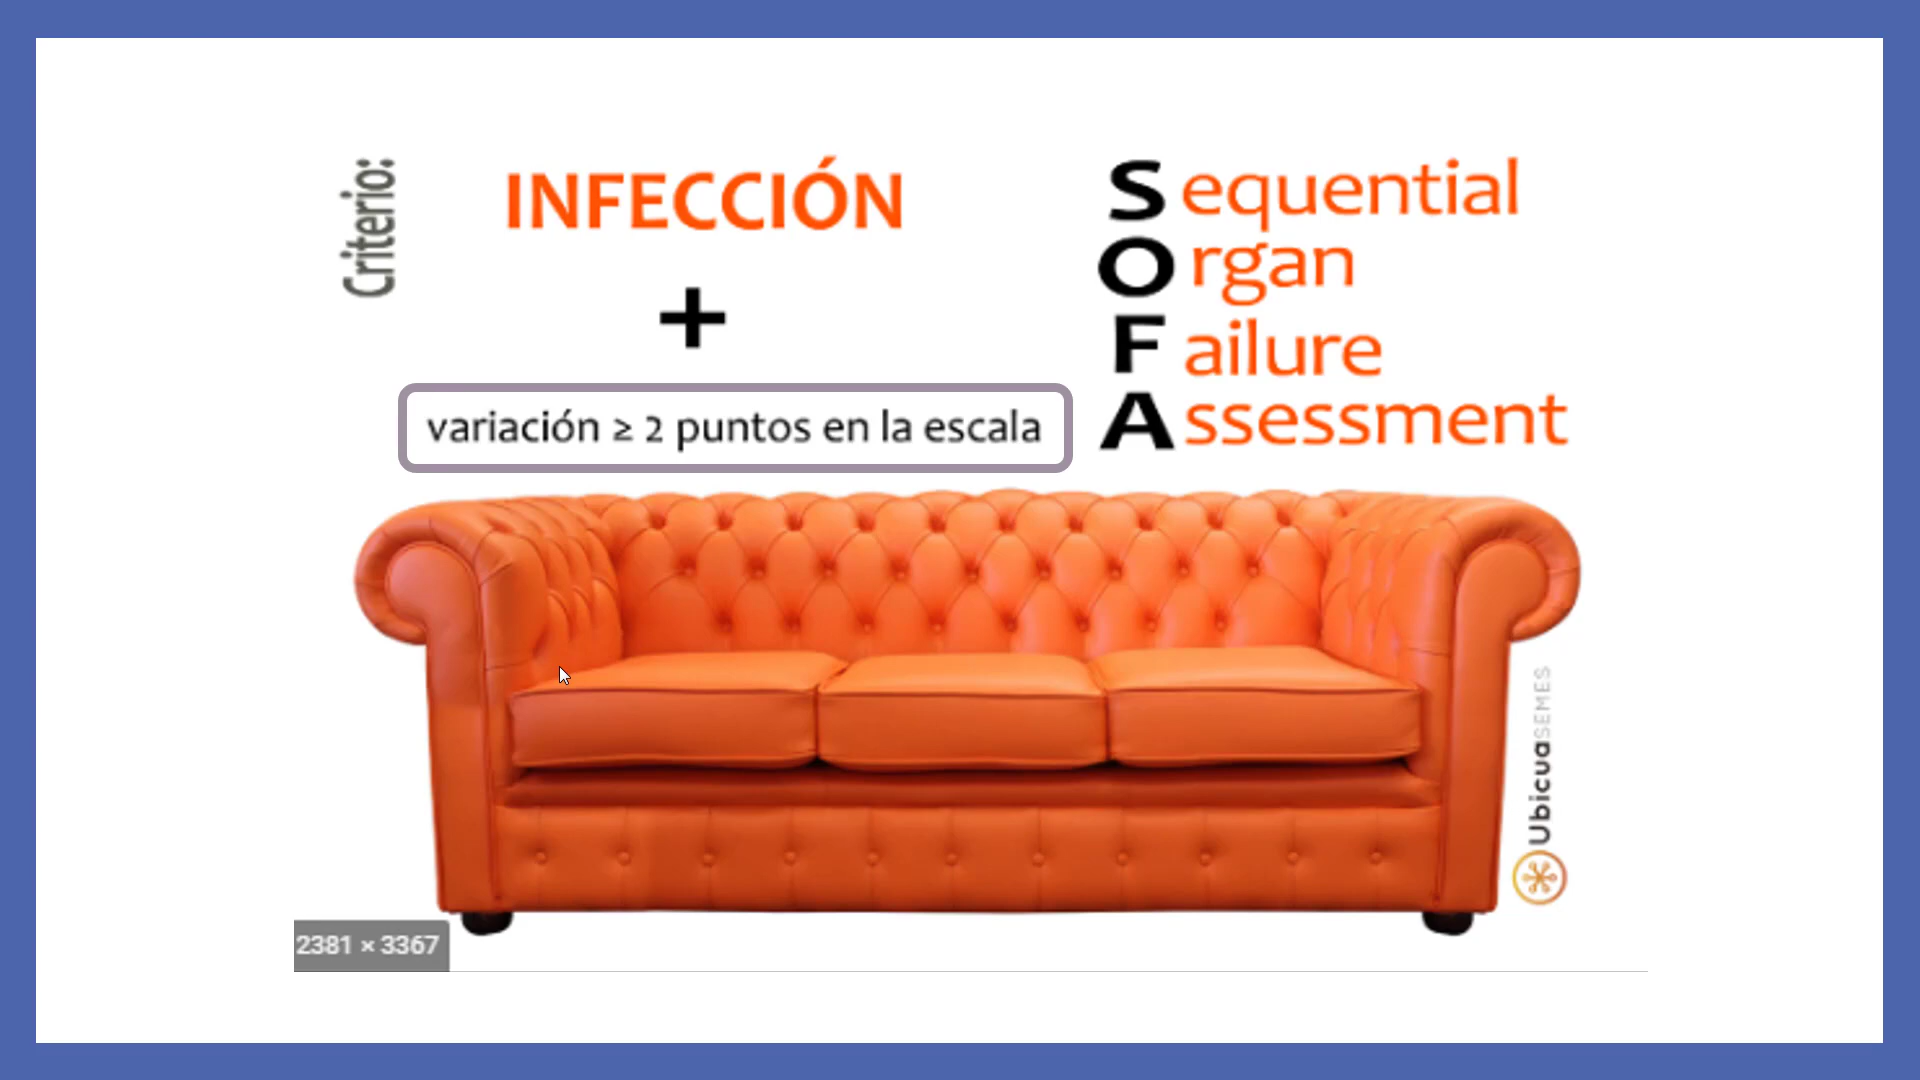 Criterio:
INFECCIÓN
+
variación ≥ 2 puntos en la escala
Sequential
Organ
Failure
Assessment
UbicuaSEMES
2381 × 3367